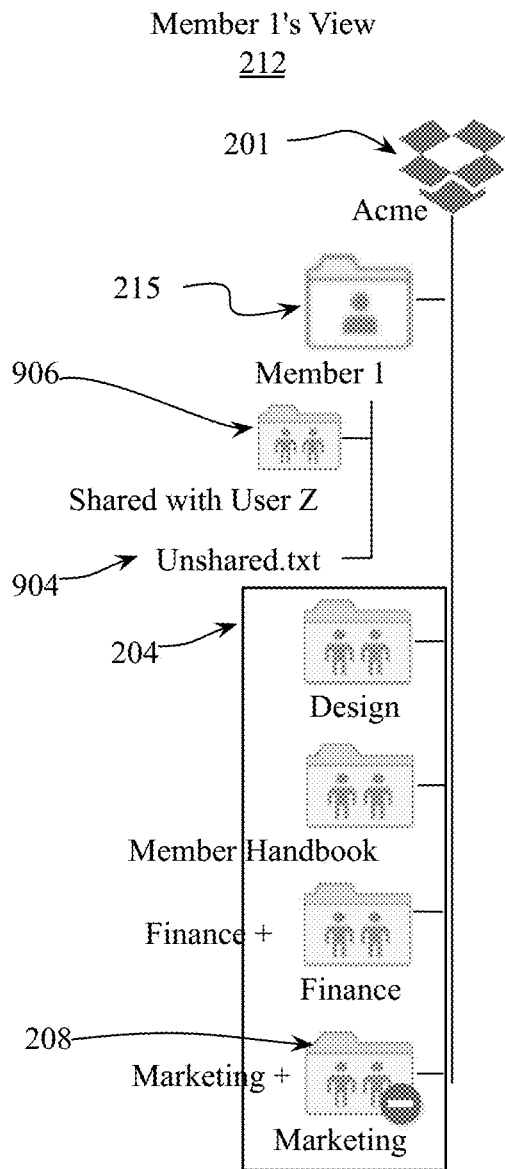 Member 1's View
212
201
Acme
215
Member 1
906
Shared with User Z
Unshared.txt
904
204
Design
Member Handbook
Finance +
Finance
208
Marketing +
Marketing